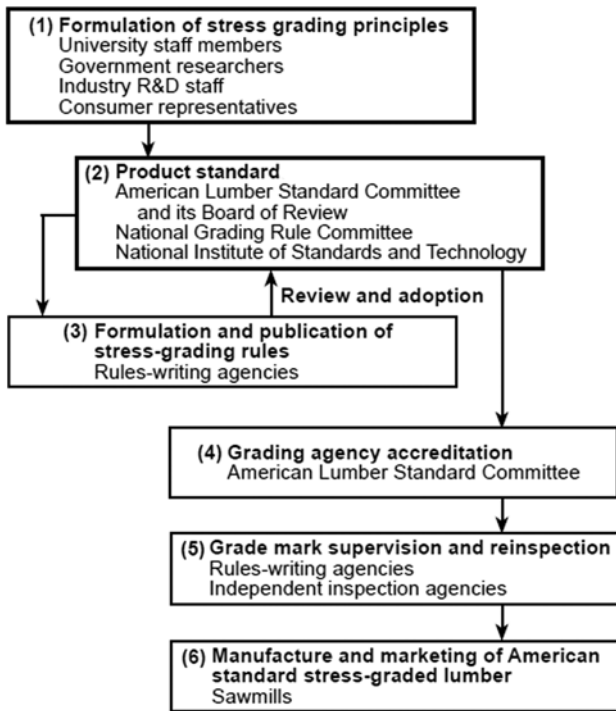 (1) Formulation of stress grading principles
University staff members
Government researchers
Industry R&D staff
Consumer representatives
(2) Product standard
American Lumber Standard Committee
and its Board of Review
National Grading Rule Committee
National Institute of Standards and Technology
Review and adoption
(3) Formulation and publication of
stress-grading rules
Rules-writing agencies
(4) Grading agency accreditation
American Lumber Standard Committee
(5) Grade mark supervision and reinspection
Rules-writing agencies
Independent inspection agencies
(6) Manufacture and marketing of American
standard stress-graded lumber
Sawmills